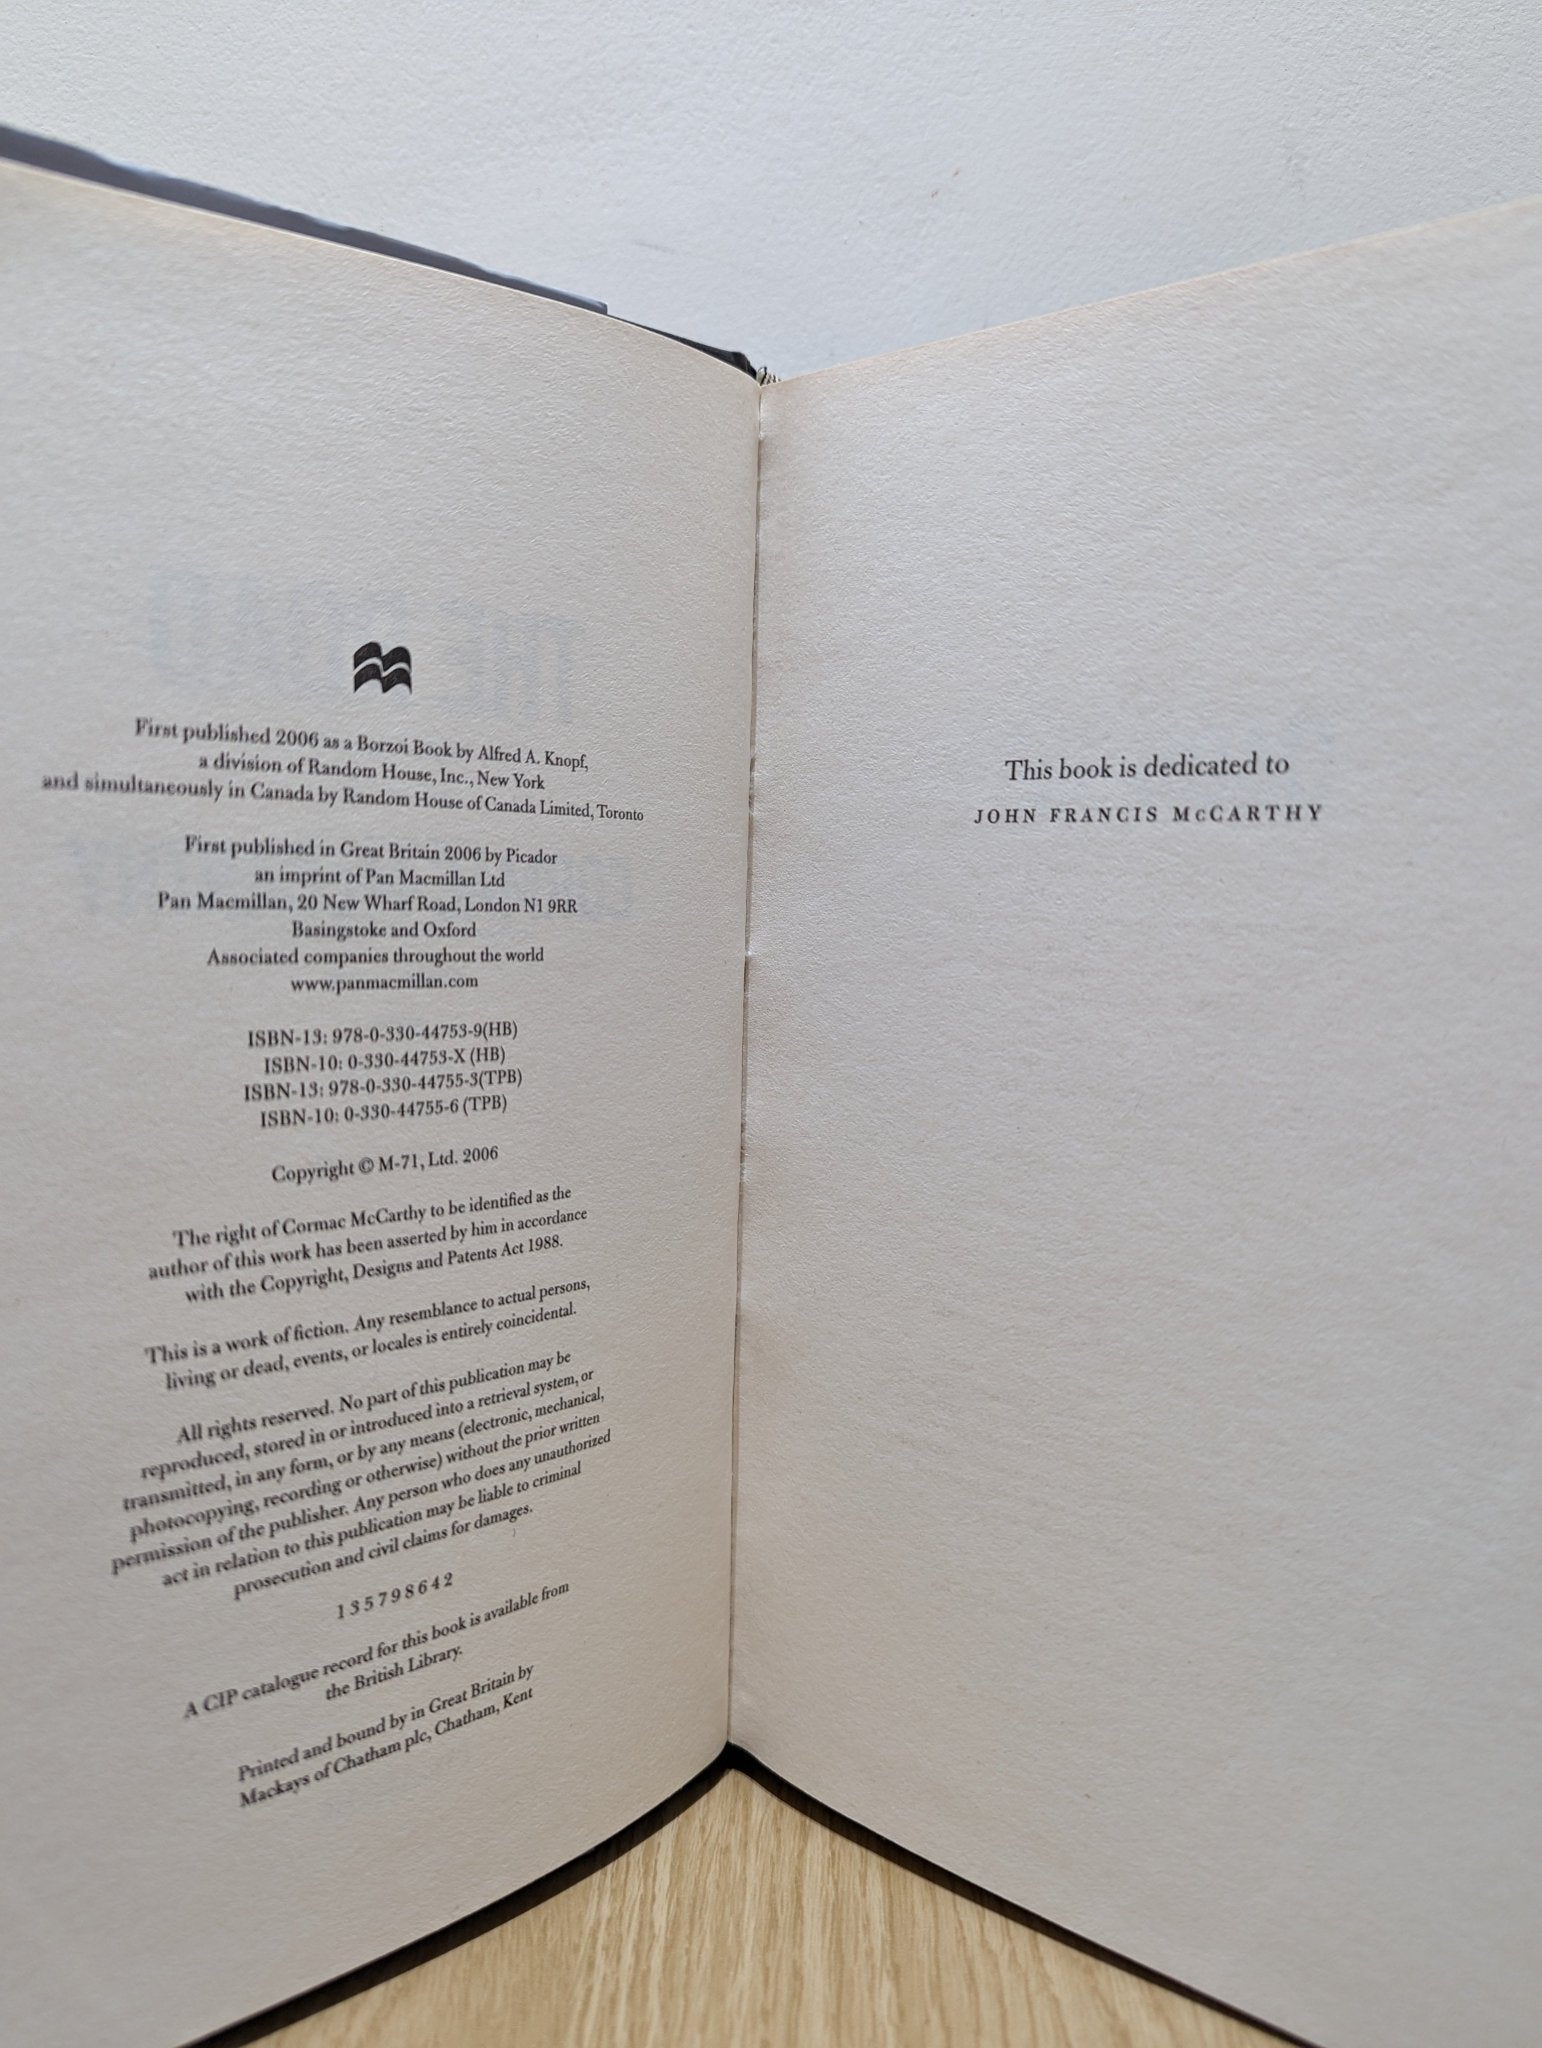 First published 2006 as a Borzoi Book by Alfred A. Knopf,
a division of Random House, Inc., New York
and simultaneously in Canada by Random House of Canada Limited, Toronto
First published in Great Britain 2006 by Picador
an imprint of Pan Macmillan Ltd
Pan Macmillan, 20 New Wharf Road, London N1 9RR
Basingstoke and Oxford
Associated companies throughout the world
www.panmacmillan.com
ISBN-13: 978-0-330-44753-9(HB)
ISBN-10: 0-330-44753-X (HB)
ISBN-13: 978-0-330-44755-3(TPB)
ISBN-10: 0-330-44755-6 (TPB)
Copyright © M-71, Ltd. 2006
The right of Cormac McCarthy to be identified as the
author of this work has been asserted by him in accordance
with the Copyright, Designs and Patents Act 1988.
This is a work of fiction. Any resemblance to actual persons,
living or dead, events, or locales is entirely coincidental.
All rights reserved. No part of this publication may be
reproduced, stored in or introduced into a retrieval system, or
transmitted, in any form, or by any means (electronic, mechanical,
photocopying, recording or otherwise) without the prior written
permission of the publisher. Any person who does any unauthorized
act in relation to this publication may be liable to criminal
prosecution and civil claims for damages.
1 3 5 7 9 8 6 4 2
A CIP catalogue record for this book is available from
the British Library.
Printed and bound by in Great Britain by
Mackays of Chatham plc, Chatham, Kent
This book is dedicated to
JOHN FRANCIS McCARTHY